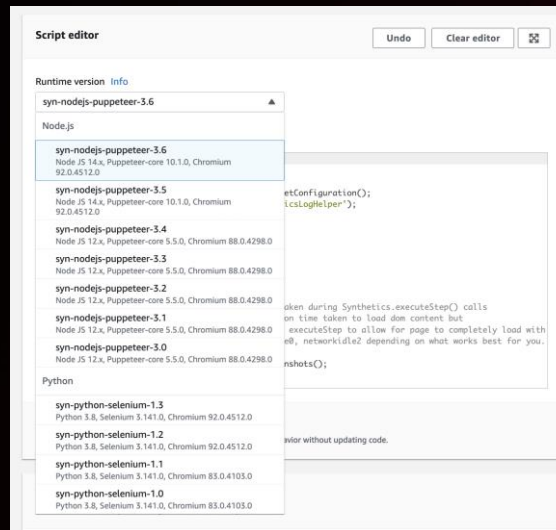 Script editor
Undo
Clear editor
Runtime version Info
syn-nodejs-puppeteer-3.6
Node.js
syn-nodejs-puppeteer-3.6
Node JS 14.x, Puppeteer-core 10.1.0, Chromium
92.0.4512.0
syn-nodejs-puppeteer-3.5
Node JS 14.x, Puppeteer-core 10.1.0, Chromium
92.0.4512.0
syn-nodejs-puppeteer-3.4
Node JS 12.x, Puppeteer-core 5.5.0, Chromium 88.0.4298.0
syn-nodejs-puppeteer-3.3
Node JS 12.x, Puppeteer-core 5.5.0, Chromium 88.0.4298.0
syn-nodejs-puppeteer-3.2
Node JS 12.x, Puppeteer-core 5.5.0, Chromium 88.0.4298.0
syn-nodejs-puppeteer-3.1
Node JS 12.x, Puppeteer-core 5.5.0, Chromium 88.0.4298.0
syn-nodejs-puppeteer-3.0
Node JS 12.x, Puppeteer-core 5.5.0, Chromium 88.0.4298.0
Python
syn-python-selenium-1.3
Python 3.8, Selenium 3.141.0, Chromium 92.0.4512.0
syn-python-selenium-1.2
Python 3.8, Selenium 3.141.0, Chromium 92.0.4512.0
syn-python-selenium-1.1
Python 3.8, Selenium 3.141.0, Chromium 83.0.4103.0
syn-python-selenium-1.0
Python 3.8, Selenium 3.141.0, Chromium 83.0.4103.0
etConfiguration();
icsLogHelper');
aken during Synthetics.executeStep() calls
on time taken to load dom content but
executeStep to allow for page to completely load with
e0, networkidle2 depending on what works best for you.
nshots();
avior without updating code.